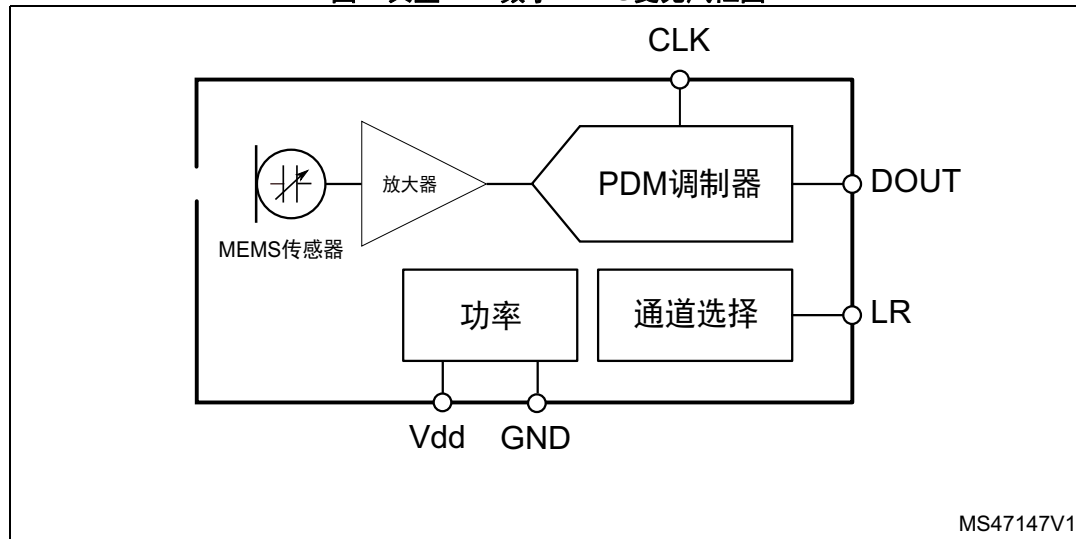 CLK
放大器
PDM调制器
DOUT
MEMS传感器
功率
通道选择
LR
Vdd
GND
MS47147V1